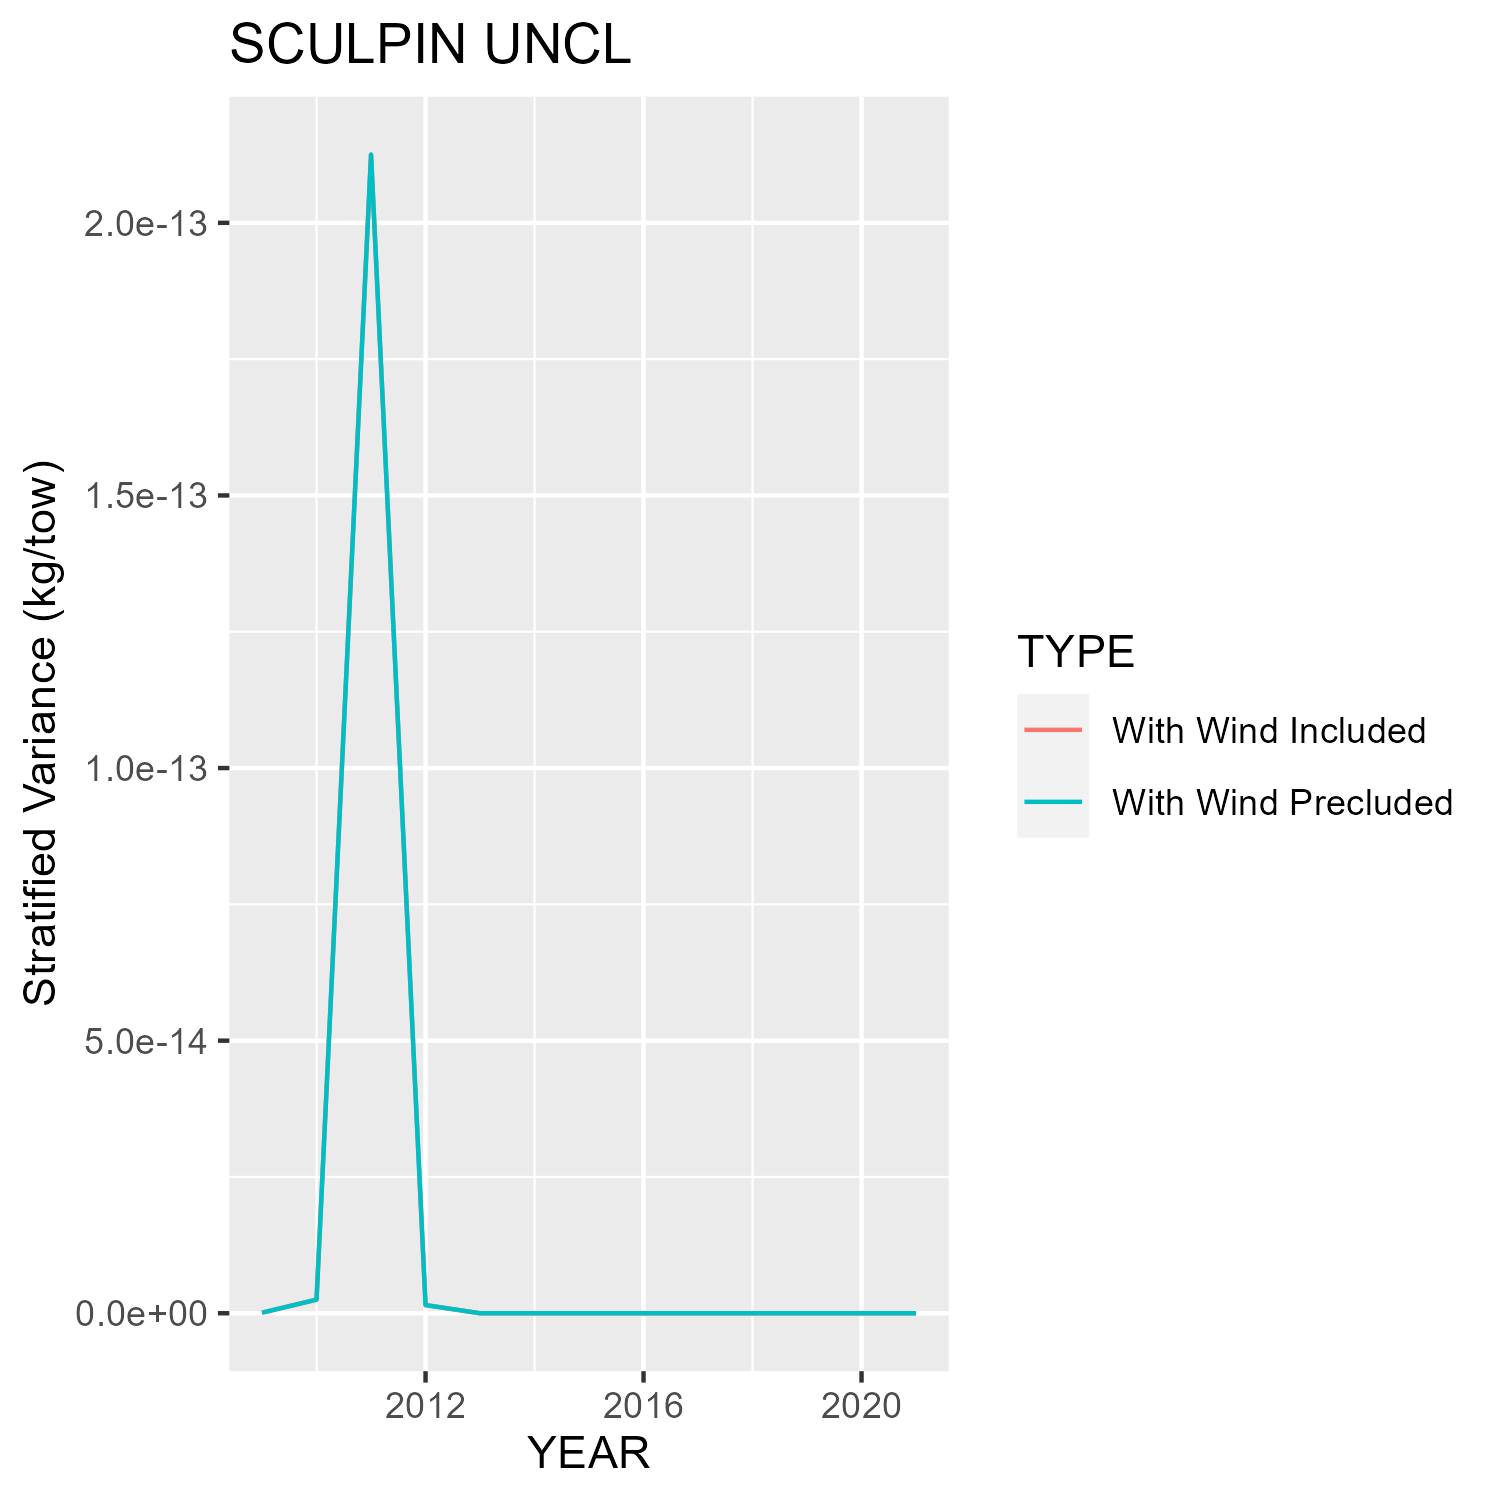 SCULPIN UNCL
2.0e-13
1.5e-13
1.0e-13
5.0e-14
0.0e+00
Stratified Variance (kg/tow)
2012
2016
2020
YEAR
TYPE
With Wind Included
With Wind Precluded